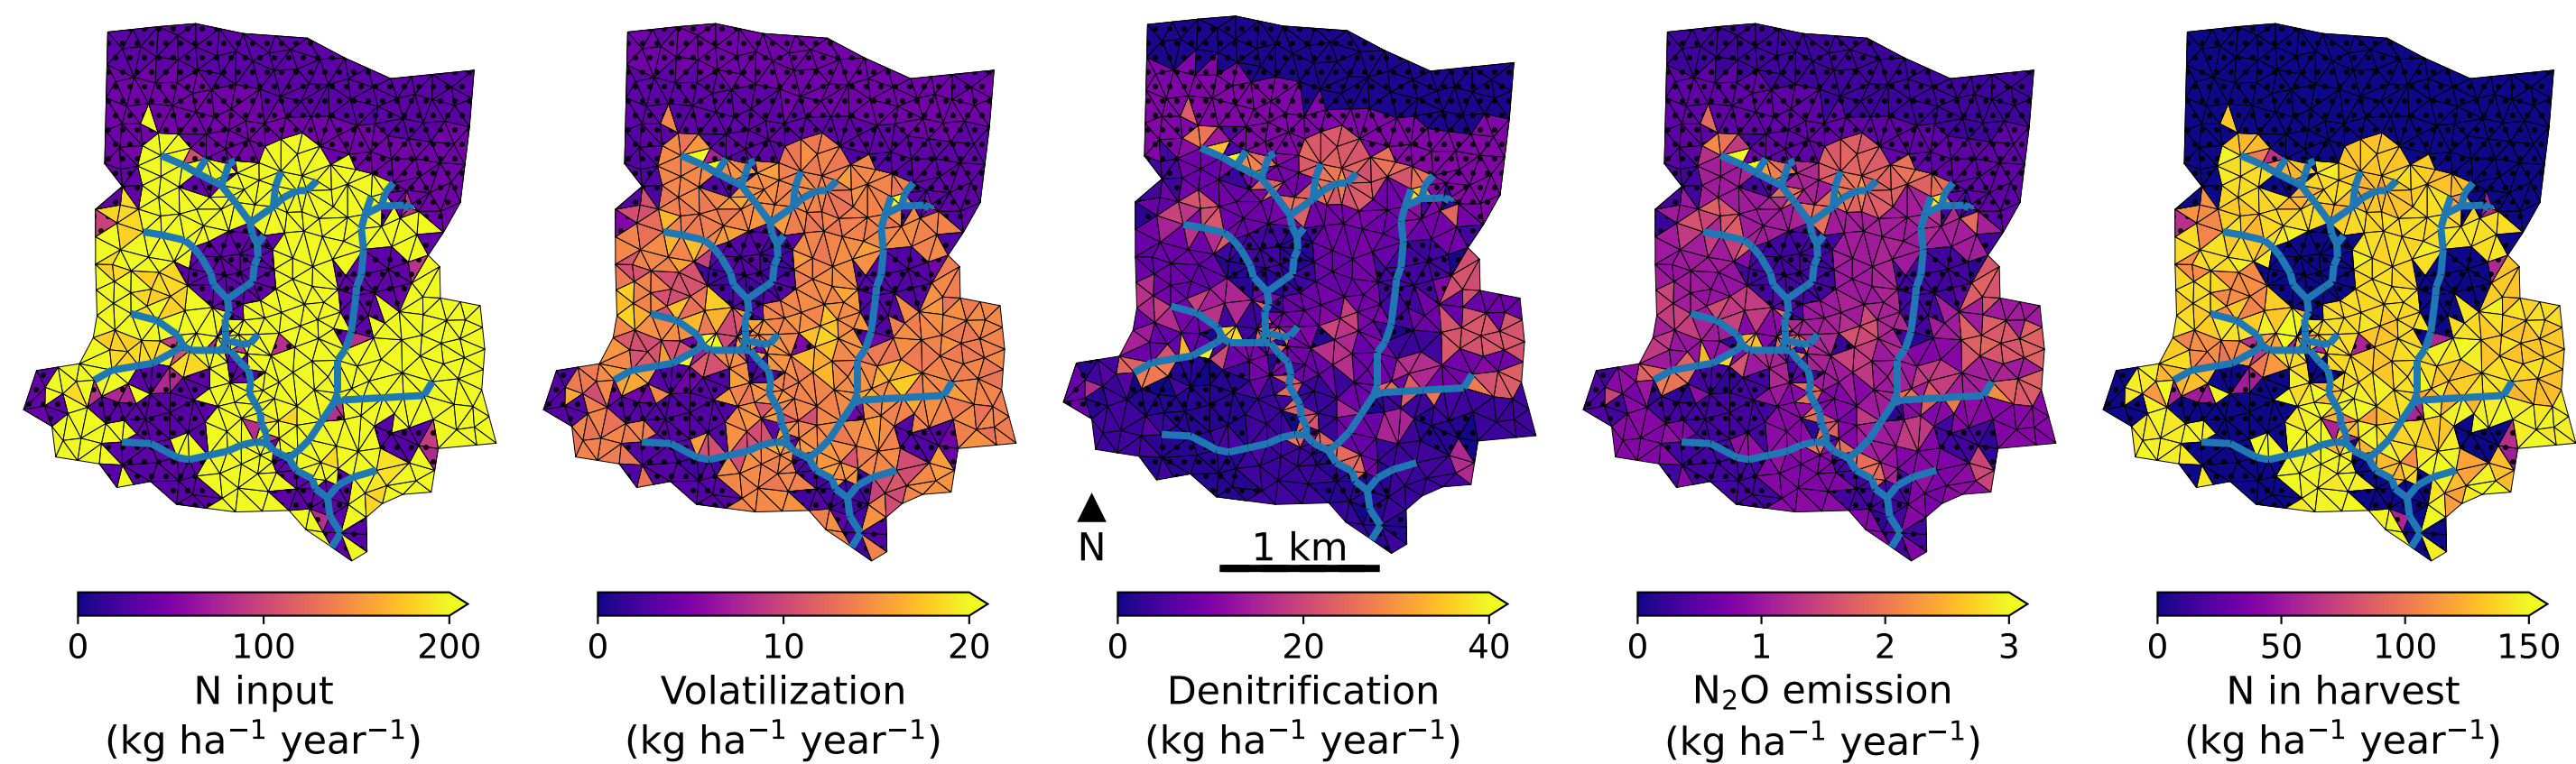 N
1 km
0 100 200
0 10 20
0 20 40
0 1 2 3
0 50 100 150
N input
(kg ha⁻¹ year⁻¹)
Volatilization
(kg ha⁻¹ year⁻¹)
Denitrification
(kg ha⁻¹ year⁻¹)
N₂O emission
(kg ha⁻¹ year⁻¹)
N in harvest
(kg ha⁻¹ year⁻¹)